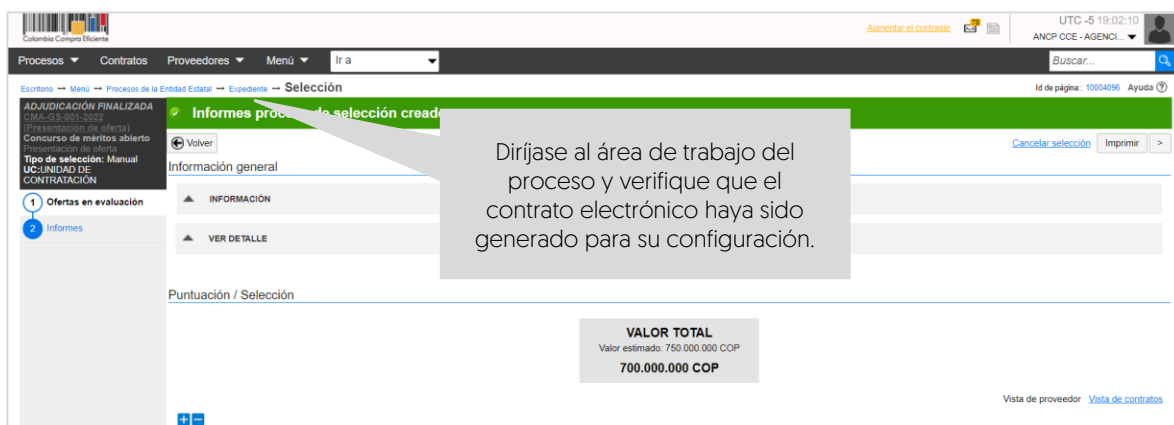 Colombia Compra Eficiente
Aumentar el contraste
78
UTC -5 19:02:10
ANCP CCE - AGENCI...
Procesos Contratos Proveedores Menú Ir a Buscar...
Escritorio → Menú → Procesos de la Entidad Estatal → Expediente → Selección
Id de página:: 10004096 Ayuda (?)
ADJUDICACIÓN FINALIZADA
CMA-GS-001-2022
(Presentación de oferta)
Concurso de méritos abierto
Presentación de oferta
Tipo de selección: Manual
UC:UNIDAD DE
CONTRATACIÓN
1 Ofertas en evaluación
2 Informes
Informes de selección
Volver
Cancelar selección Imprimir >
Información general
INFORMACIÓN
VER DETALLE
Diríjase al área de trabajo del
proceso y verifique que el
contrato electrónico haya sido
generado para su configuración.
Puntuación / Selección
VALOR TOTAL
Valor estimado: 750.000.000 COP
700.000.000 COP
Vista de proveedor Vista de contratos